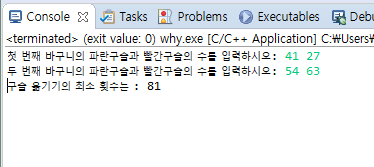 Console Tasks Problems Executables Debu
<terminated> (exit value: 0) why.exe [C/C++ Application] C:₩Users₩
첫 번째 바구니의 파란구슬과 빨간구슬의 수를 입력하시오: 41 27
두 번째 바구니의 파란구슬과 빨간구슬의 수를 입력하시오: 54 63
구슬 옮기기의 최소 횟수는 : 81